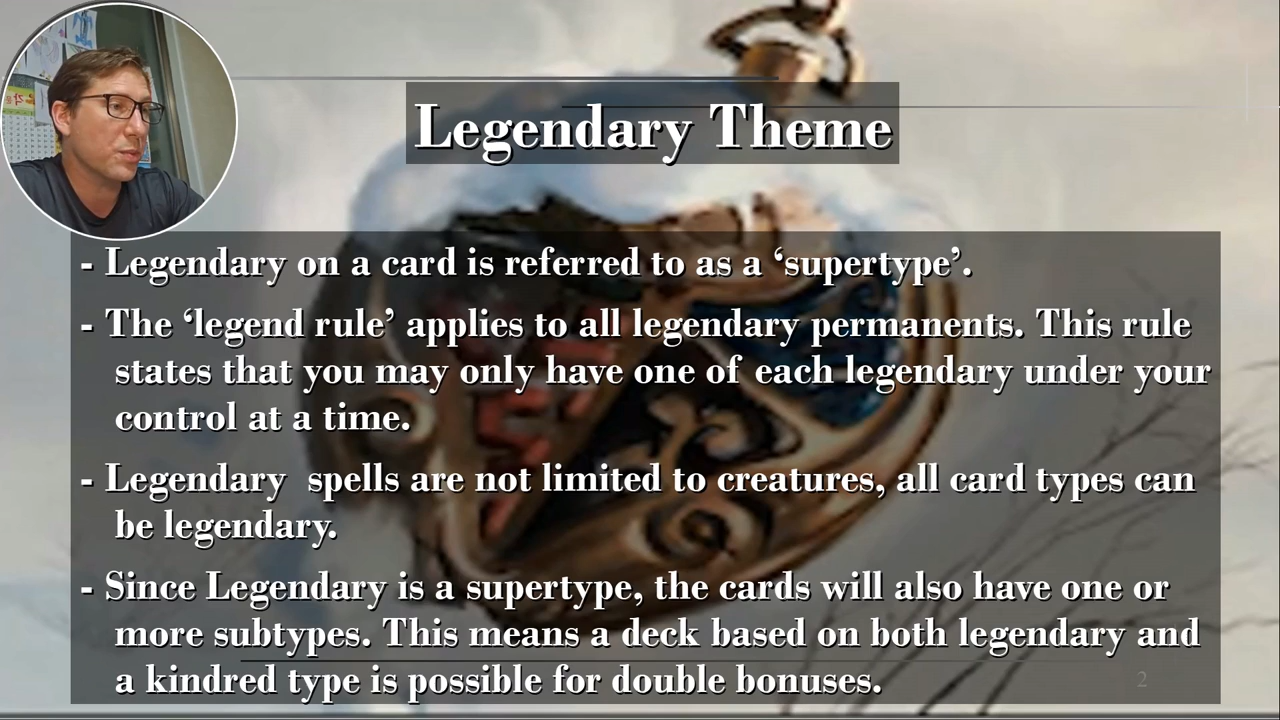 Legendary Theme
- Legendary on a card is referred to as a ‘supertype’.
- The ‘legend rule’ applies to all legendary permanents. This rule
states that you may only have one of each legendary under your
control at a time.
- Legendary  spells are not limited to creatures, all card types can
be legendary.
- Since Legendary is a supertype, the cards will also have one or
more subtypes. This means a deck based on both legendary and
a kindred type is possible for double bonuses.
2